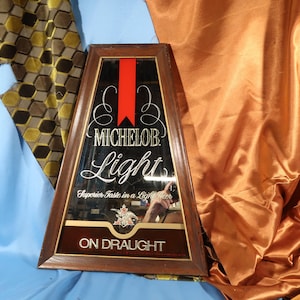 MICHELOB
Light
Superior Taste in a Light Beer
ON DRAUGHT